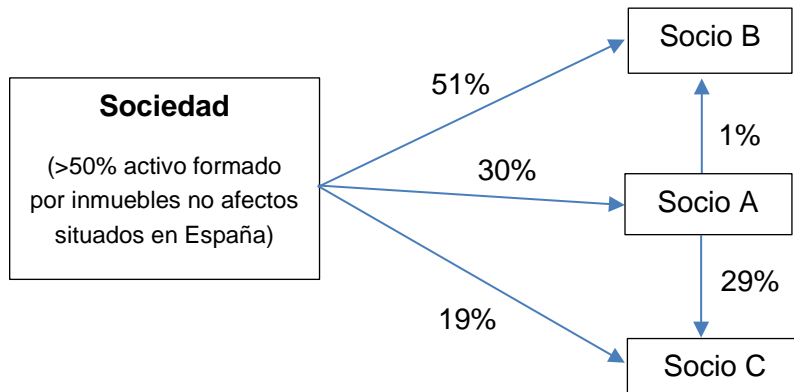 Sociedad
(>50% activo formado
por inmuebles no afectos
situados en España)
51%
30%
19%
Socio B
1%
Socio A
29%
Socio C